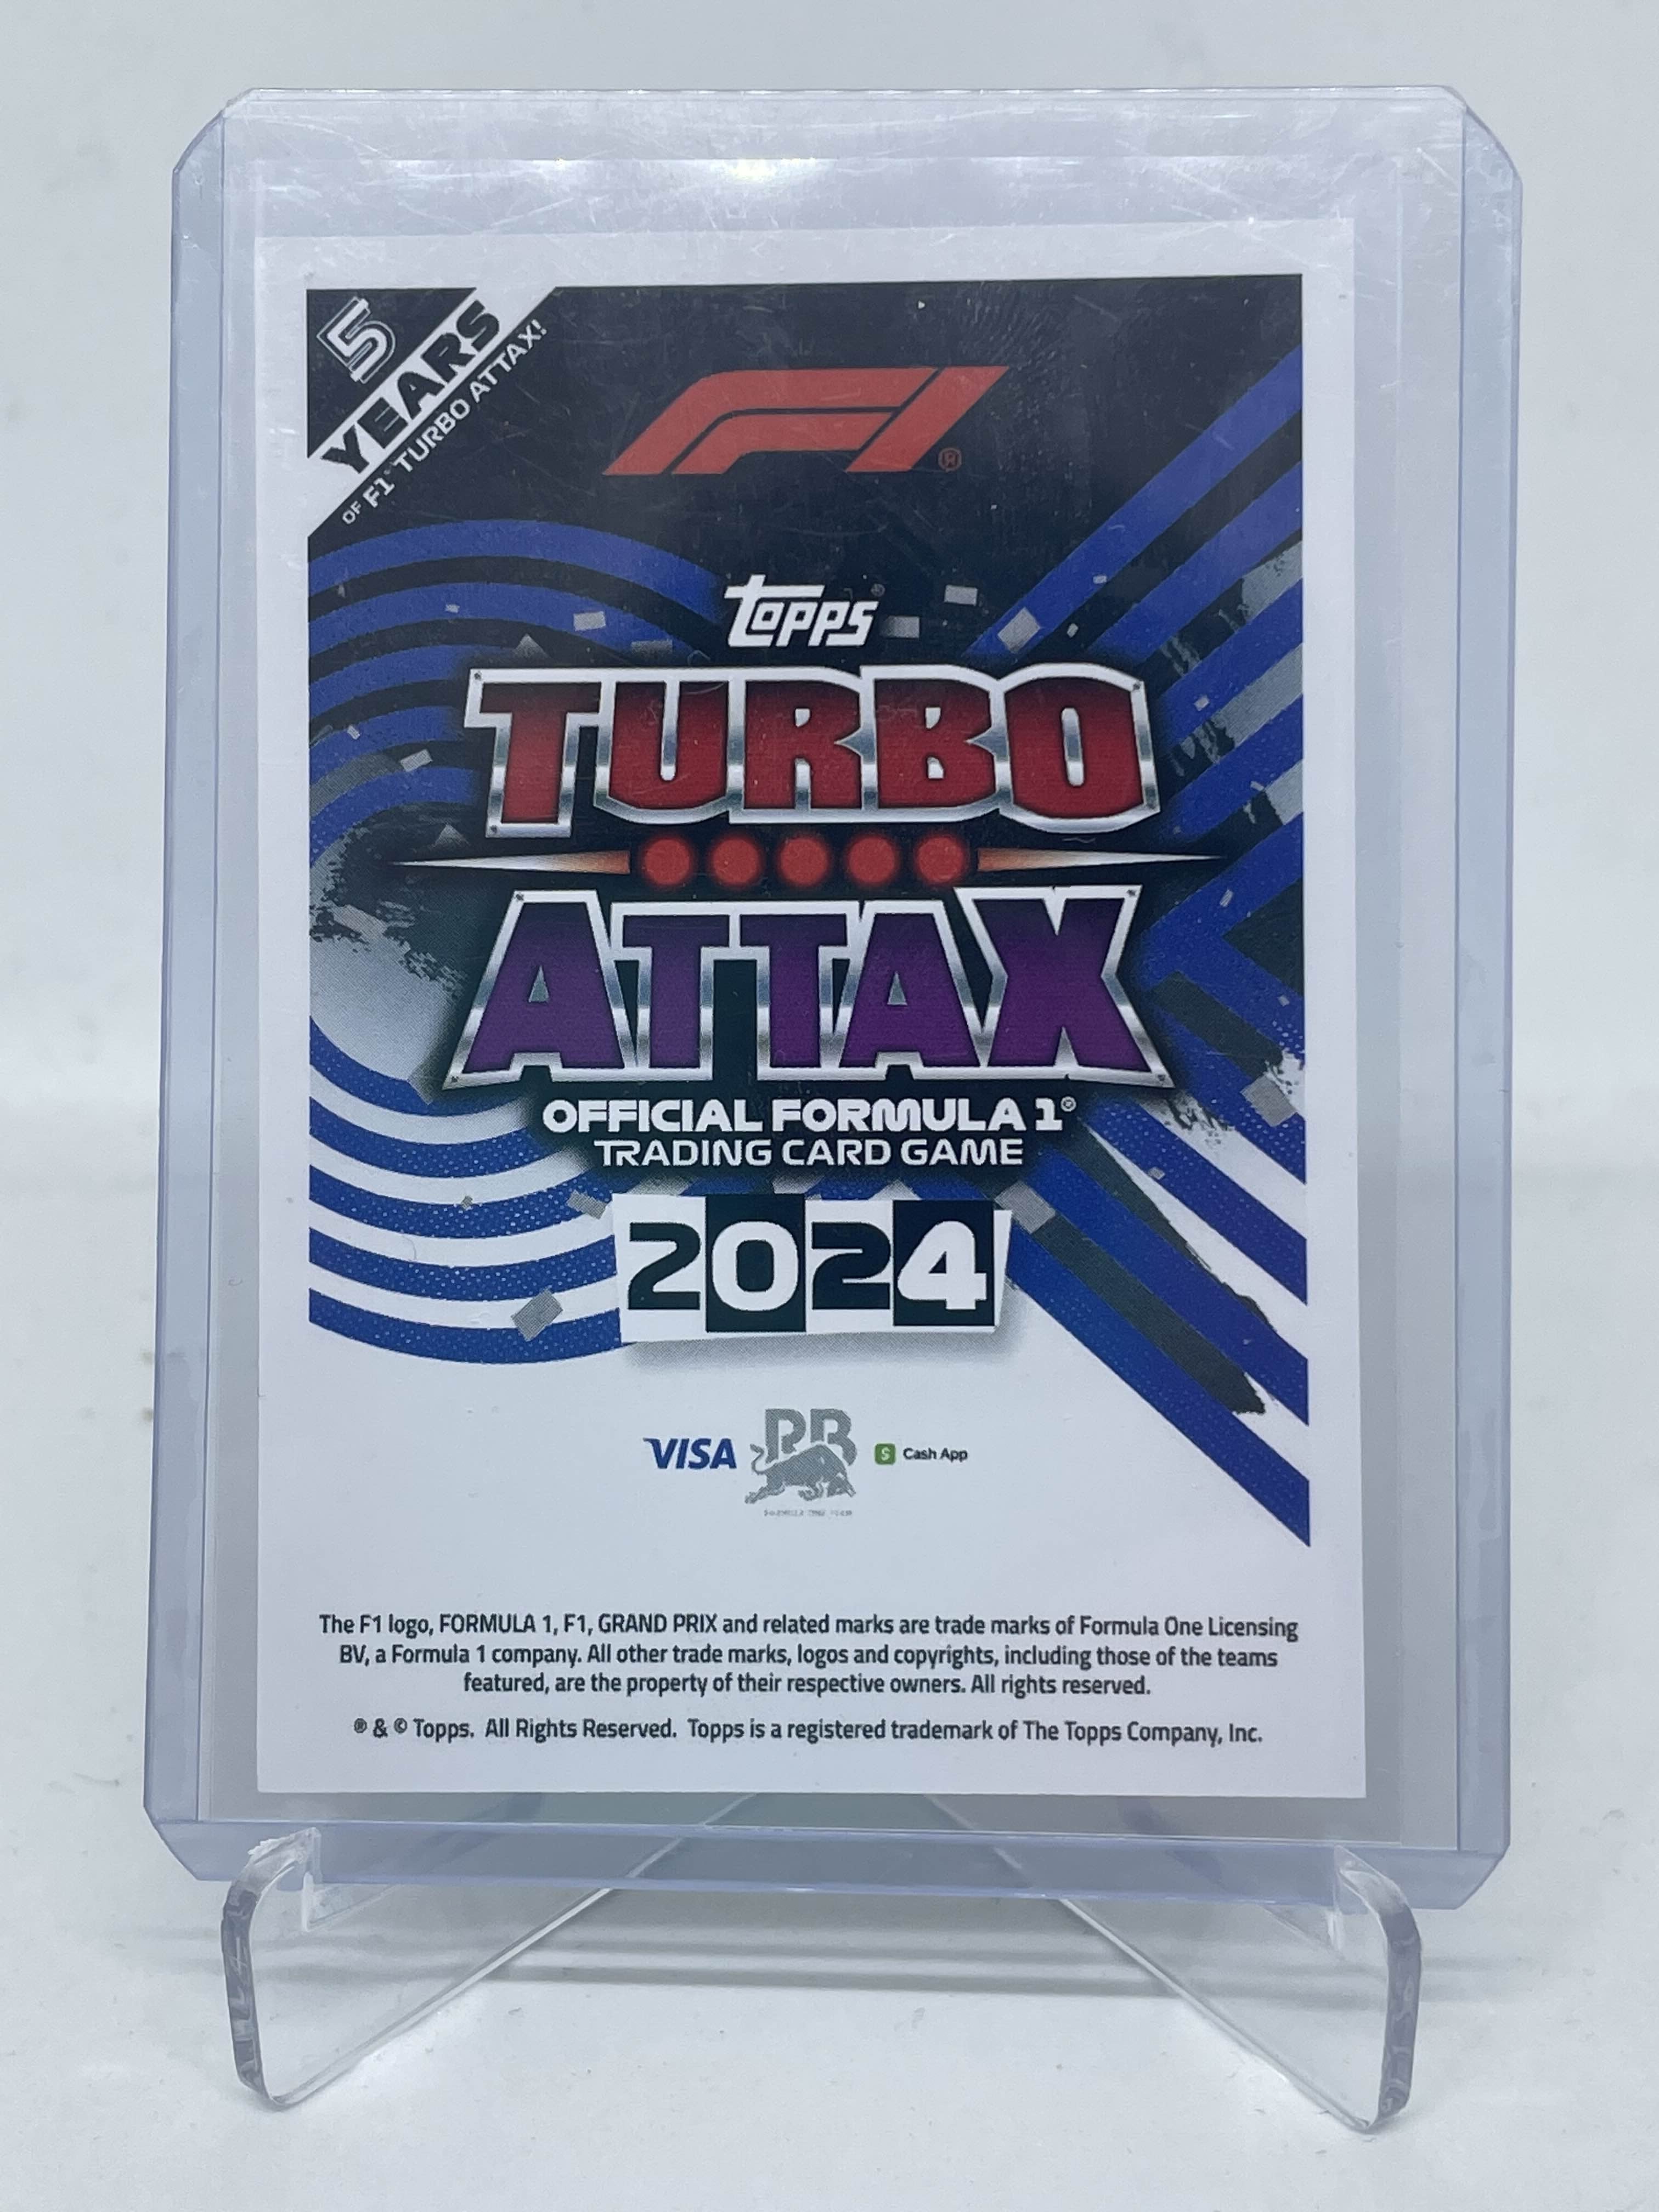 5
YEARS
OF F1® TURBO ATTAX!
F1®
topps®
TURBO
ATTAX
OFFICIAL FORMULA 1®
TRADING CARD GAME
2024
VISA
RB
$ Cash App
The F1 logo, FORMULA 1, F1, GRAND PRIX and related marks are trade marks of Formula One Licensing
BV, a Formula 1 company. All other trade marks, logos and copyrights, including those of the teams
featured, are the property of their respective owners. All rights reserved.
® & © Topps. All Rights Reserved. Topps is a registered trademark of The Topps Company, Inc.